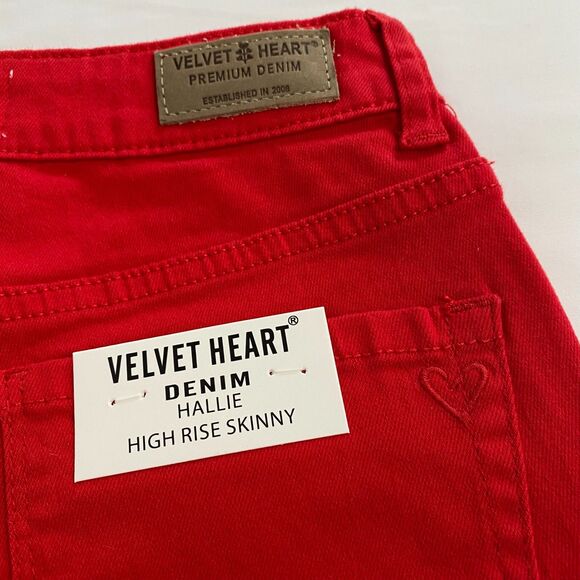 VELVET HEART®
PREMIUM DENIM
ESTABLISHED IN 2008
VELVET HEART®
DENIM
HALLIE
HIGH RISE SKINNY